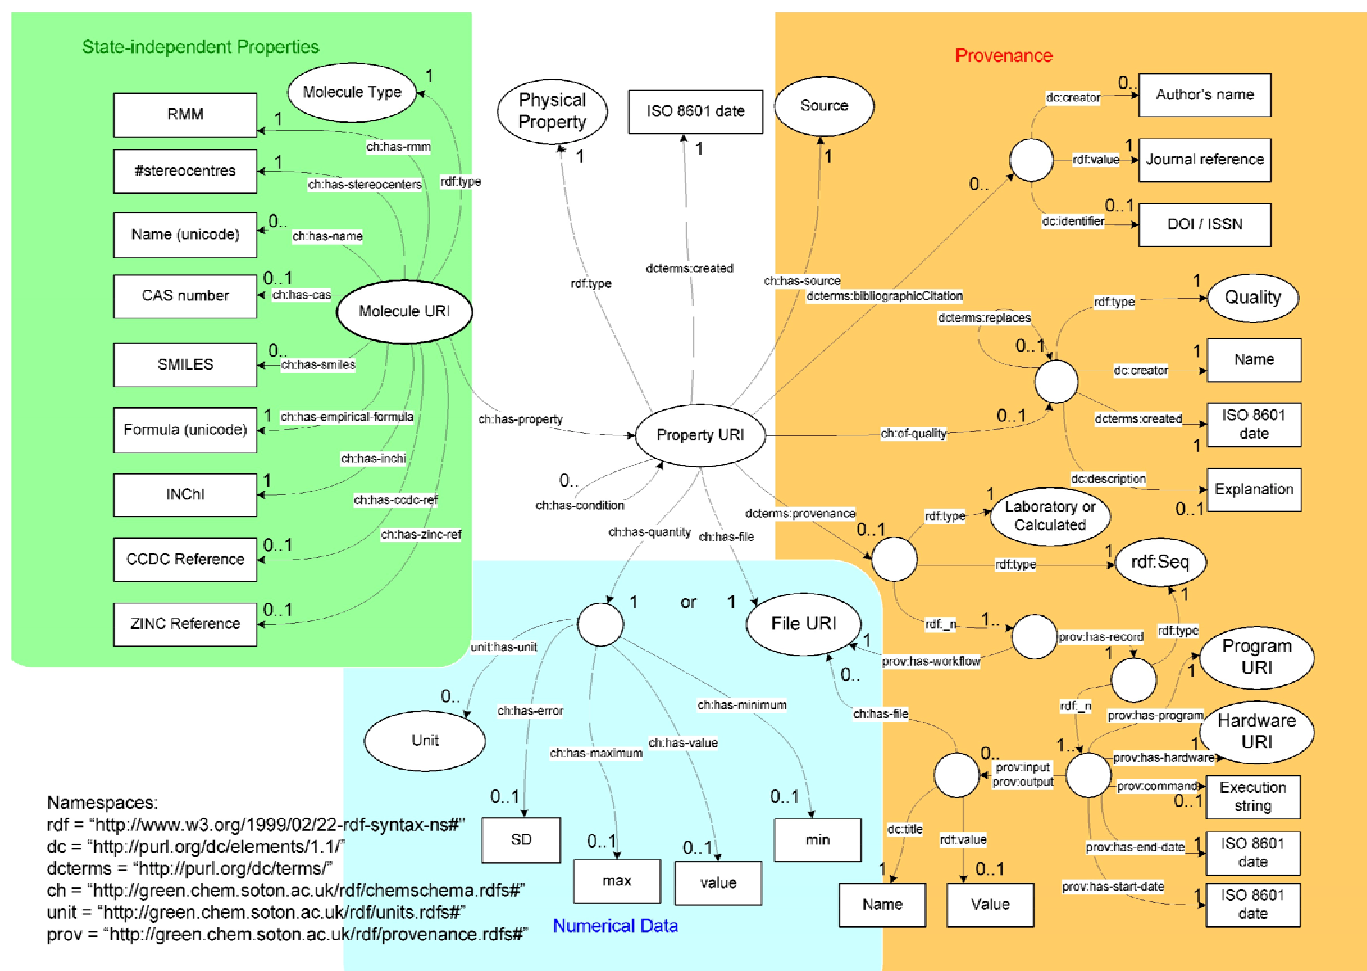 State-independent Properties
Provenance
Molecule Type
1
RMM
1
ch:has-rmm
#stereocentres
1
ch:has-stereocenters
rdf:type
Name (unicode)
0..
ch:has-name
CAS number
0..1
ch:has-cas
Molecule URI
SMILES
0..
ch:has-smiles
Formula (unicode)
1
ch:has-empirical-formula
INChI
1
ch:has-inchi
CCDC Reference
0..1
ch:has-ccdc-ref
ZINC Reference
0..1
ch:has-zinc-ref
ch:has-property
Physical
Property
1
rdf:type
ISO 8601 date
1
dcterms:created
Source
1
ch:has-source
dcterms:bibliographicCitation
0..
Property URI
0..
ch:has-condition
ch:has-quantity
ch:has-file
dcterms:provenance
ch:of-quality
0..1
dc:creator
0..
Author's name
rdf:value
1
Journal reference
dc:identifier
0..1
DOI / ISSN
dcterms:replaces
0..1
rdf:type
1
Quality
dc:creator
1
Name
dcterms:created
1
ISO 8601
date
dc:description
0..1
Explanation
0..1
rdf:type
1
Laboratory or
Calculated
rdf:type
1
rdf:Seq
rdf:_n
1..
prov:has-record
1
1
rdf:type
prov:has-workflow
1
rdf:_n
1..
prov:has-program
1
Program
URI
prov:has-hardware
1
Hardware
URI
prov:command
0..1
Execution
string
prov:has-end-date
1
ISO 8601
date
prov:has-start-date
1
ISO 8601
date
prov:input
prov:output
0..
ch:has-file
0..
dc:title
1
Name
rdf:value
0..1
Value
1
or
1
File URI
unit:has-unit
0..
Unit
ch:has-error
0..1
SD
ch:has-maximum
0..1
max
ch:has-value
0..1
value
ch:has-minimum
0..1
min
Numerical Data
Namespaces:
rdf = “http://www.w3.org/1999/02/22-rdf-syntax-ns#”
dc = “http://purl.org/dc/elements/1.1/”
dcterms = “http://purl.org/dc/terms/”
ch = “http://green.chem.soton.ac.uk/rdf/chemschema.rdfs#”
unit = “http://green.chem.soton.ac.uk/rdf/units.rdfs#”
prov = “http://green.chem.soton.ac.uk/rdf/provenance.rdfs#”